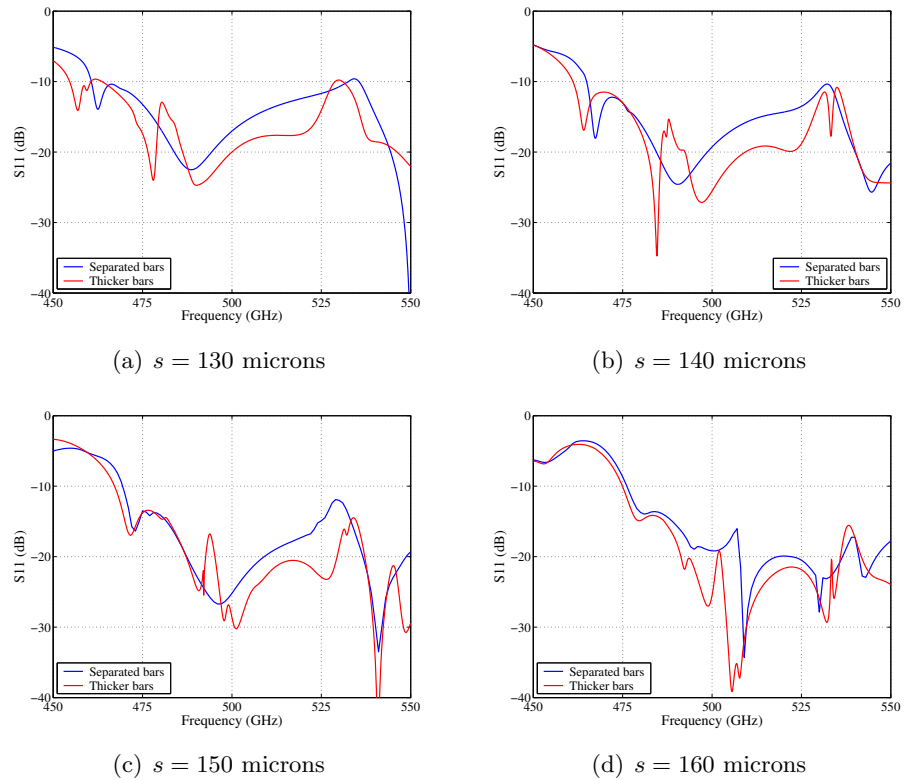 0
−10
−20
−30
−40
450 475 500 525 550
S11 (dB)
Frequency (GHz)
Separated bars
Thicker bars
(a) s = 130 microns
0
−10
−20
−30
−40
450 475 500 525 550
S11 (dB)
Frequency (GHz)
Separated bars
Thicker bars
(b) s = 140 microns
0
−10
−20
−30
−40
450 475 500 525 550
S11 (dB)
Frequency (GHz)
Separated bars
Thicker bars
(c) s = 150 microns
0
−10
−20
−30
−40
450 475 500 525 550
S11 (dB)
Frequency (GHz)
Separated bars
Thicker bars
(d) s = 160 microns